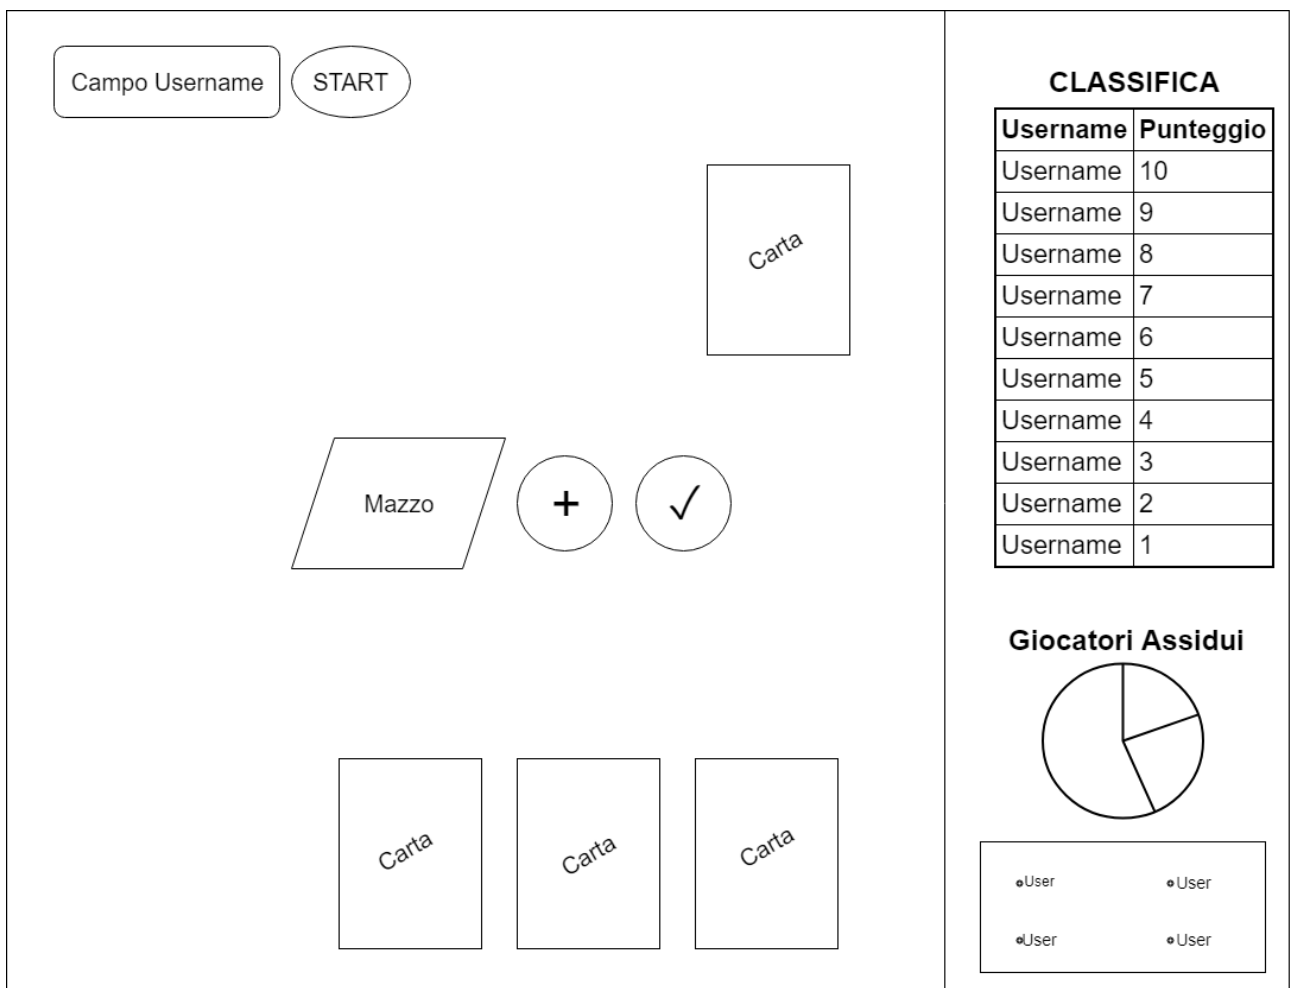 Campo Username
START
Carta
Mazzo
+
✓
Carta
Carta
Carta
CLASSIFICA
Username Punteggio
Username 10
Username 9
Username 8
Username 7
Username 6
Username 5
Username 4
Username 3
Username 2
Username 1
Giocatori Assidui
User User
User User